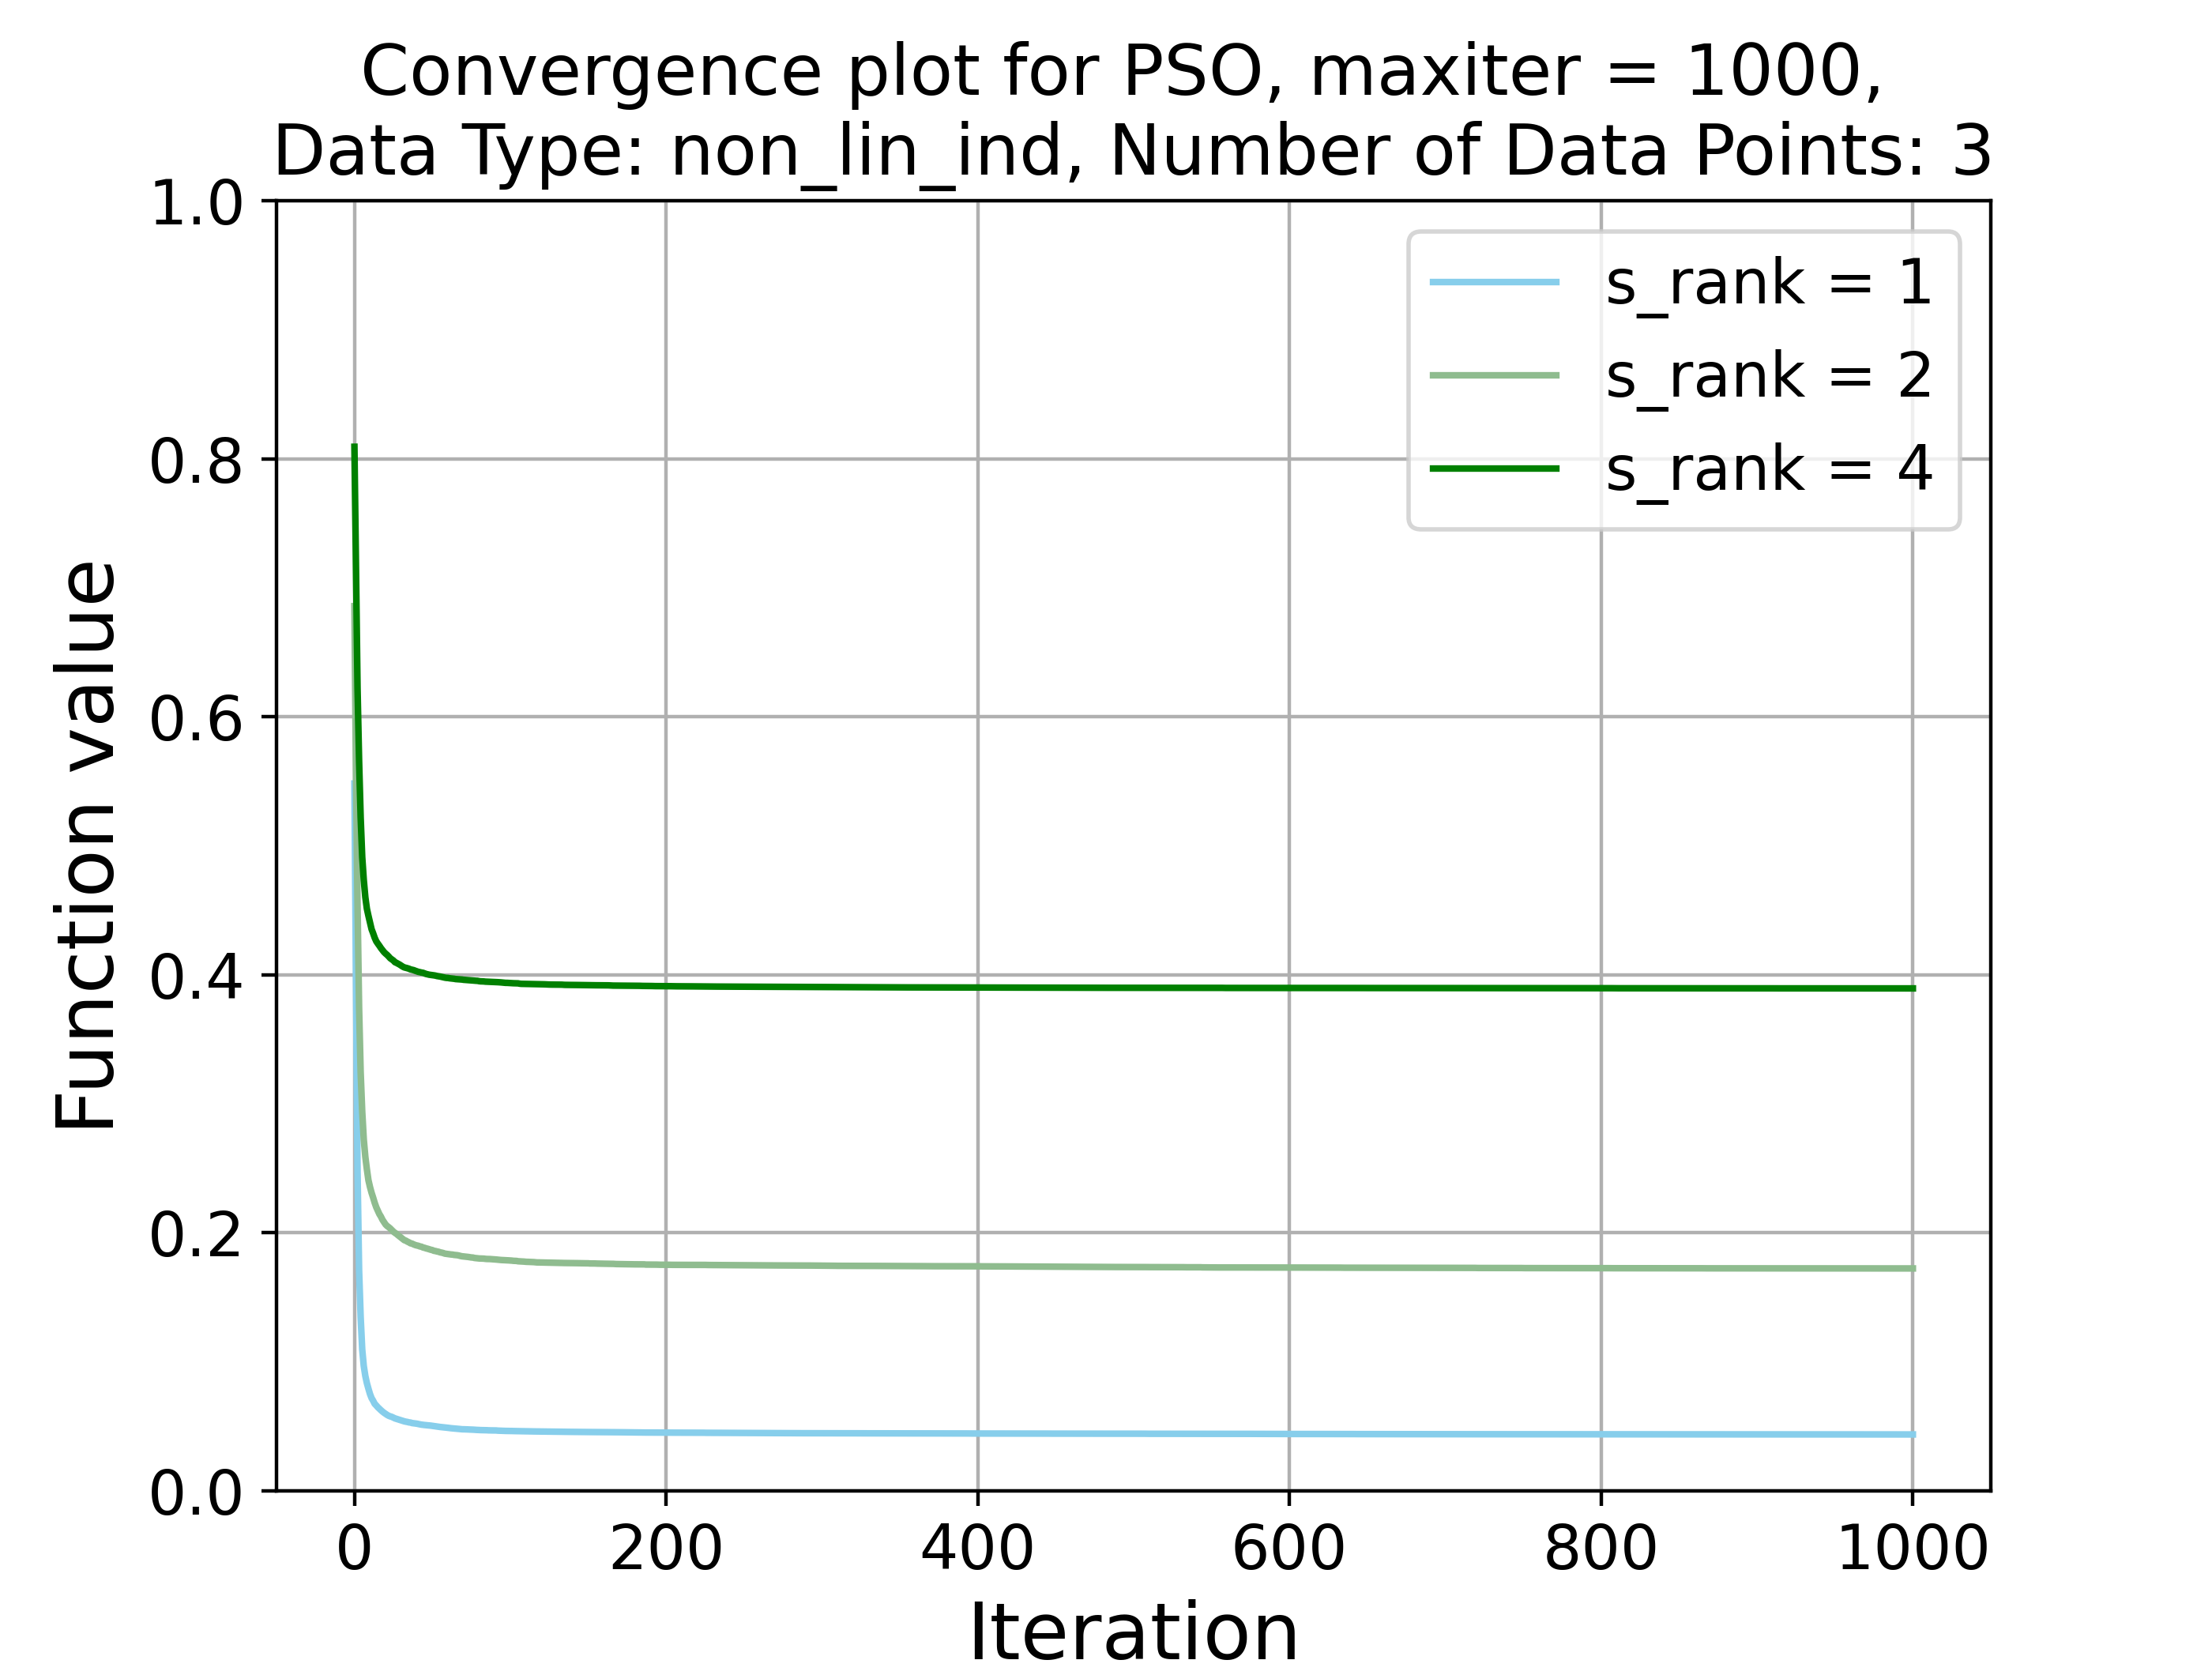 Convergence plot for PSO, maxiter = 1000,
Data Type: non_lin_ind, Number of Data Points: 3
1.0
0.8
0.6
0.4
0.2
0.0
Function value
s_rank = 1
s_rank = 2
s_rank = 4
0 200 400 600 800 1000
Iteration